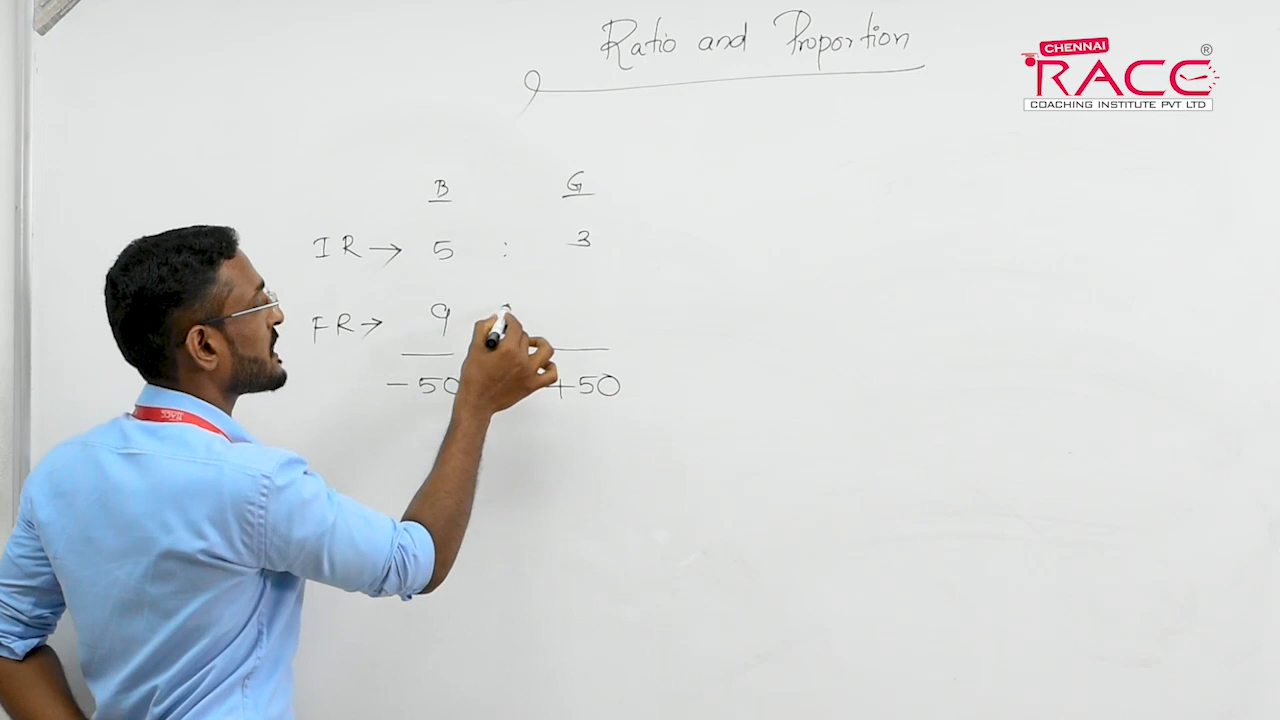 Ratio and Proportion
CHENNAI
RACE ®
COACHING INSTITUTE PVT LTD
B G
IR → 5 : 3
FR → 9
-50 +50